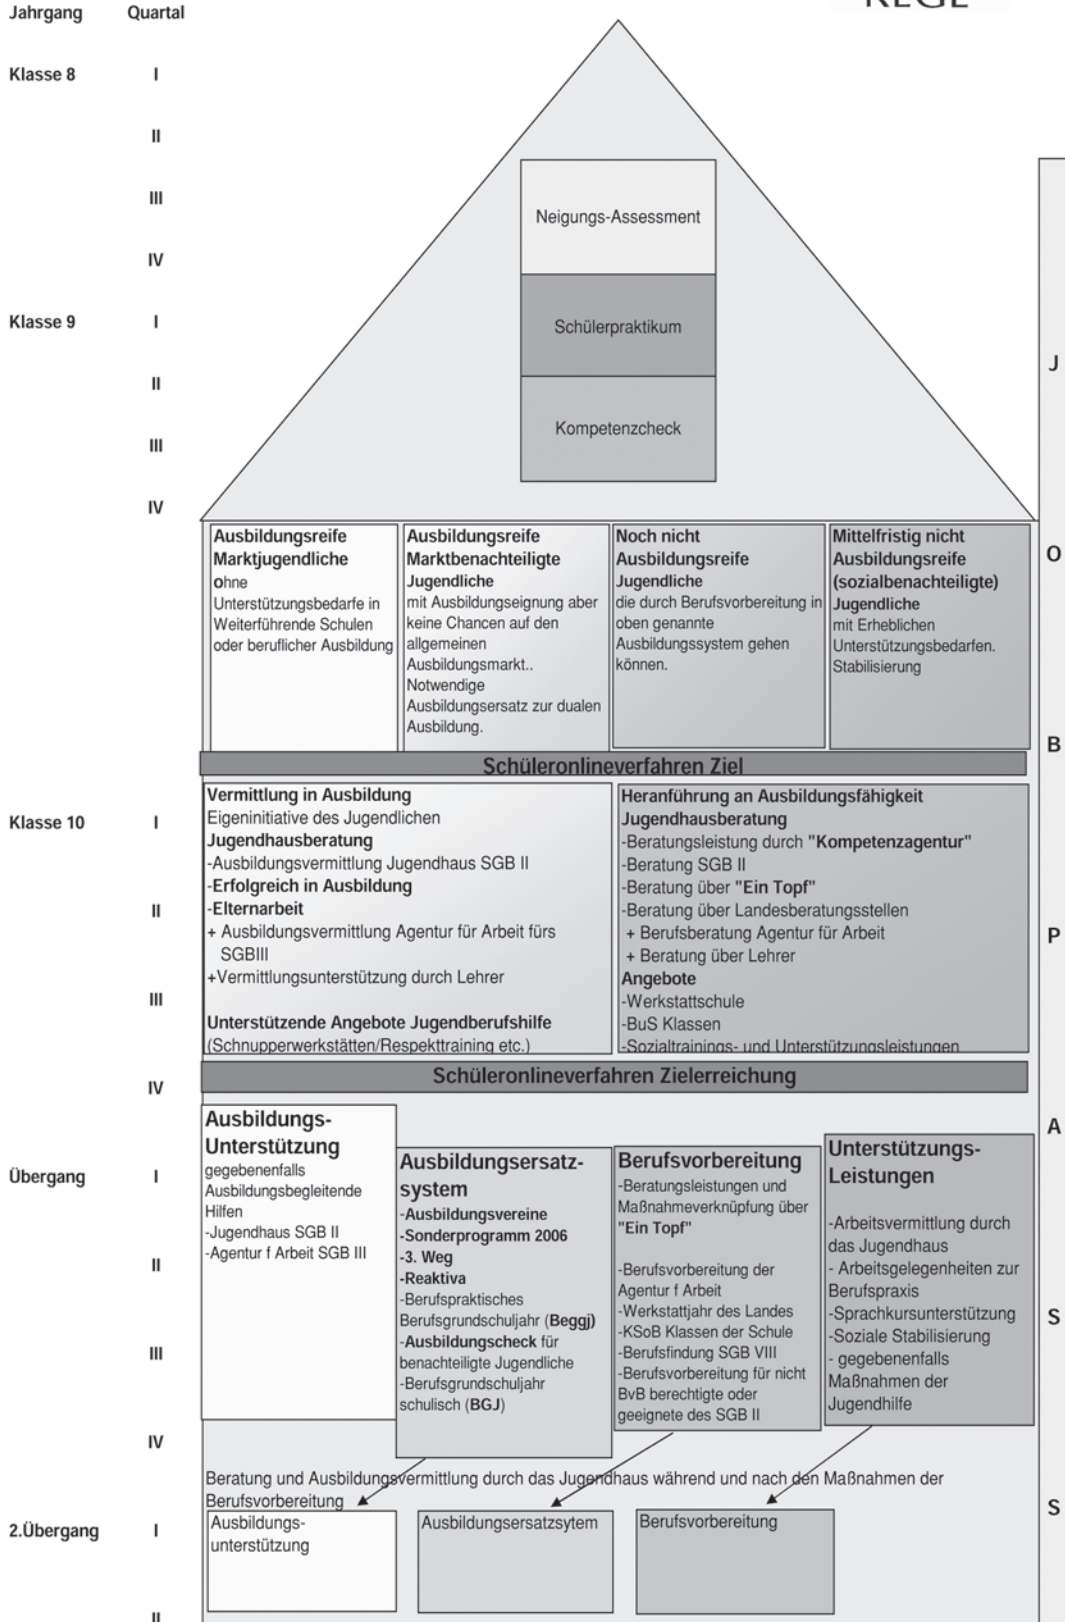 REGE
Jahrgang Quartal
Klasse 8 I
II
III
Neigungs-Assessment
IV
Klasse 9 I
Schülerpraktikum
II
Kompetenzcheck
III
IV
Ausbildungsreife
Marktjugendliche
ohne
Unterstützungsbedarfe in
Weiterführende Schulen
oder beruflicher Ausbildung
Ausbildungsreife
Marktbenachteiligte
Jugendliche
mit Ausbildungseignung aber
keine Chancen auf den
allgemeinen
Ausbildungsmarkt..
Notwendige
Ausbildungsersatz zur dualen
Ausbildung.
Noch nicht
Ausbildungsreife
Jugendliche
die durch Berufsvorbereitung in
oben genannte
Ausbildungssystem gehen
können.
Mittelfristig nicht
Ausbildungsreife
(sozialbenachteiligte)
Jugendliche
mit Erheblichen
Unterstützungsbedarfen.
Stabilisierung
Schüleronlineverfahren Ziel
Klasse 10 I
II
III
Vermittlung in Ausbildung
Eigeninitiative des Jugendlichen
Jugendhausberatung
-Ausbildungsvermittlung Jugendhaus SGB II
-Erfolgreich in Ausbildung
-Elternarbeit
+ Ausbildungsvermittlung Agentur für Arbeit fürs
SGBIII
+Vermittlungsunterstützung durch Lehrer
Unterstützende Angebote Jugendberufshilfe
(Schnupperwerkstätten/Respekttraining etc.)
Heranführung an Ausbildungsfähigkeit
Jugendhausberatung
-Beratungsleistung durch "Kompetenzagentur"
-Beratung SGB II
-Beratung über "Ein Topf"
-Beratung über Landesberatungsstellen
+ Berufsberatung Agentur für Arbeit
+ Beratung über Lehrer
Angebote
-Werkstattschule
-BuS Klassen
-Sozialtrainings- und Unterstützungsleistungen
Schüleronlineverfahren Zielerreichung
IV
Übergang I
II
III
IV
Ausbildungs-
Unterstützung
gegebenenfalls
Ausbildungsbegleitende
Hilfen
-Jugendhaus SGB II
-Agentur f Arbeit SGB III
Ausbildungsersatz-
system
-Ausbildungsvereine
-Sonderprogramm 2006
-3. Weg
-Reaktiva
-Berufspraktisches
Berufsgrundschuljahr (Beggj)
-Ausbildungscheck für
benachteiligte Jugendliche
-Berufsgrundschuljahr
schulisch (BGJ)
Berufsvorbereitung
-Beratungsleistungen und
Maßnahmeverknüpfung über
"Ein Topf"
-Berufsvorbereitung der
Agentur f Arbeit
-Werkstattjahr des Landes
-KSoB Klassen der Schule
-Berufsfindung SGB VIII
-Berufsvorbereitung für nicht
BvB berechtigte oder
geeignete des SGB II
Unterstützungs-
Leistungen
-Arbeitsvermittlung durch
das Jugendhaus
- Arbeitsgelegenheiten zur
Berufspraxis
-Sprachkursunterstützung
-Soziale Stabilisierung
- gegebenenfalls
Maßnahmen der
Jugendhilfe
Beratung und Ausbildungsvermittlung durch das Jugendhaus während und nach den Maßnahmen der
Berufsvorbereitung
2.Übergang I
Ausbildungs-
unterstützung
Ausbildungsersatzsytem
Berufsvorbereitung
II
J
O
B
P
A
S
S